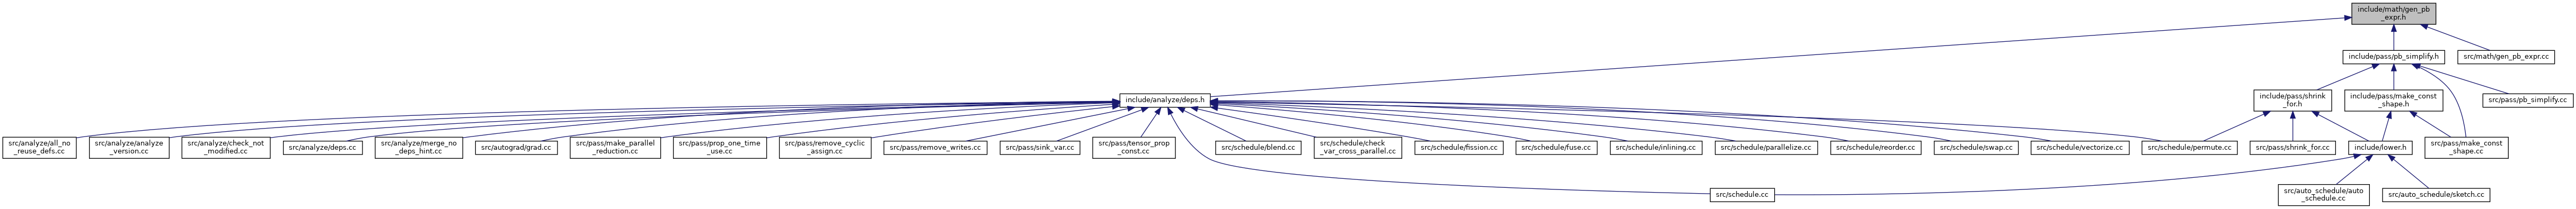 include/math/gen_pb
_expr.h
include/pass/pb_simplify.h
src/math/gen_pb_expr.cc
include/analyze/deps.h
include/pass/shrink
_for.h
include/pass/make_const
_shape.h
src/pass/pb_simplify.cc
src/analyze/all_no
_reuse_defs.cc
src/analyze/analyze
_version.cc
src/analyze/check_not
_modified.cc
src/analyze/deps.cc
src/analyze/merge_no
_deps_hint.cc
src/autograd/grad.cc
src/pass/make_parallel
_reduction.cc
src/pass/prop_one_time
_use.cc
src/pass/remove_cyclic
_assign.cc
src/pass/remove_writes.cc
src/pass/sink_var.cc
src/pass/tensor_prop
_const.cc
src/schedule/blend.cc
src/schedule/check
_var_cross_parallel.cc
src/schedule/fission.cc
src/schedule/fuse.cc
src/schedule/inlining.cc
src/schedule/parallelize.cc
src/schedule/reorder.cc
src/schedule/swap.cc
src/schedule/vectorize.cc
src/schedule/permute.cc
src/pass/shrink_for.cc
include/lower.h
src/pass/make_const
_shape.cc
src/schedule.cc
src/auto_schedule/auto
_schedule.cc
src/auto_schedule/sketch.cc